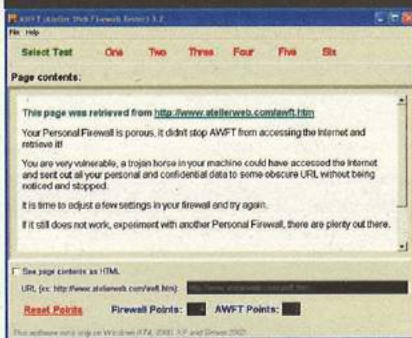 AWFT (Atelier Web Firewall Tester) 3.2
File Help
Select Test One Two Three Four Five Six
Page contents:
This page was retrieved from http://www.atelierweb.com/awft.htm
Your Personal Firewall is porous, it didn't stop AWFT from accessing the Internet and
retrieve it!
You are very vulnerable, a trojan horse in your machine could have accessed the Internet
and sent out all your personal and confidential data to some obscure URL without being
noticed and stopped.
It is time to adjust a few settings in your firewall and try again.
If it still does not work, experiment with another Personal Firewall, there are plenty out there.
See page contents as HTML
URL (ex: http://www.atelierweb.com/awft.htm):
Reset Points Firewall Points: AWFT Points:
This software runs only on Windows NT4, 2000, XP and Server 2003